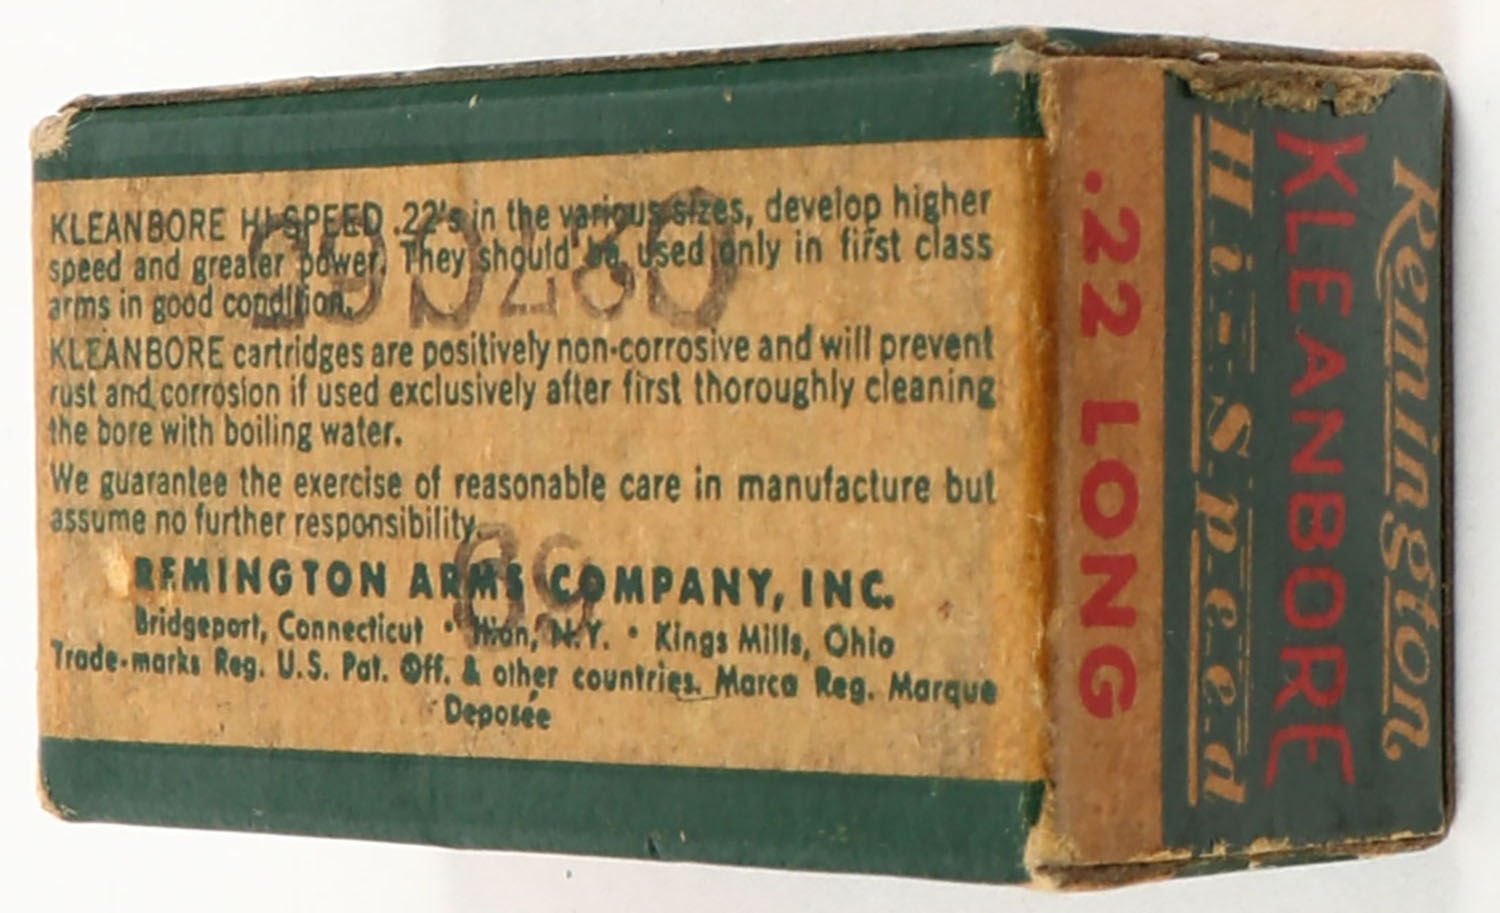 KLEANBORE HI-SPEED .22's in the various sizes, develop higher
speed and greater power. They should be used only in first class
arms in good condition.
KLEANBORE cartridges are positively non-corrosive and will prevent
rust and corrosion if used exclusively after first thoroughly cleaning
the bore with boiling water.
We guarantee the exercise of reasonable care in manufacture but
assume no further responsibility.
REMINGTON ARMS COMPANY, INC.
Bridgeport, Connecticut • Ilion, N.Y. • Kings Mills, Ohio
Trade-marks Reg. U.S. Pat. Off. & other countries. Marca Reg. Marque
Deposée
Remington
KLEANBORE
Hi-Speed
.22 LONG